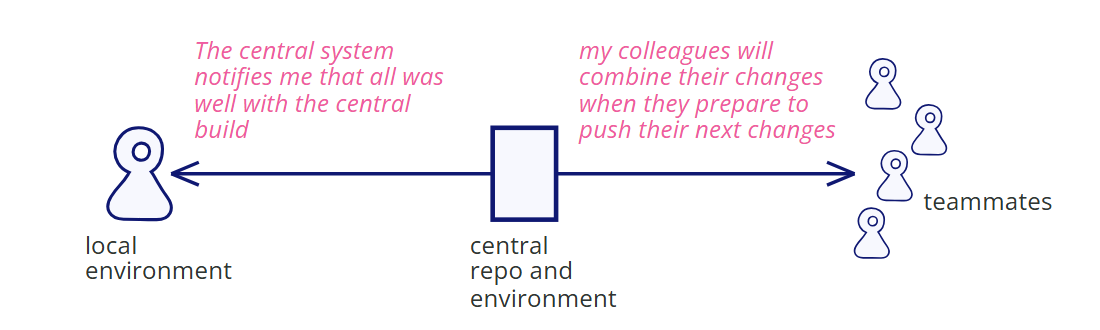 The central system
notifies me that all was
well with the central
build
my colleagues will
combine their changes
when they prepare to
push their next changes
local
environment
central
repo and
environment
teammates